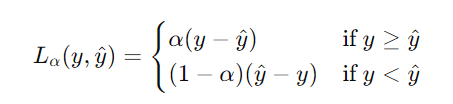 L_α(y, ŷ) = { α(y − ŷ) if y ≥ ŷ
(1 − α)(ŷ − y) if y < ŷ